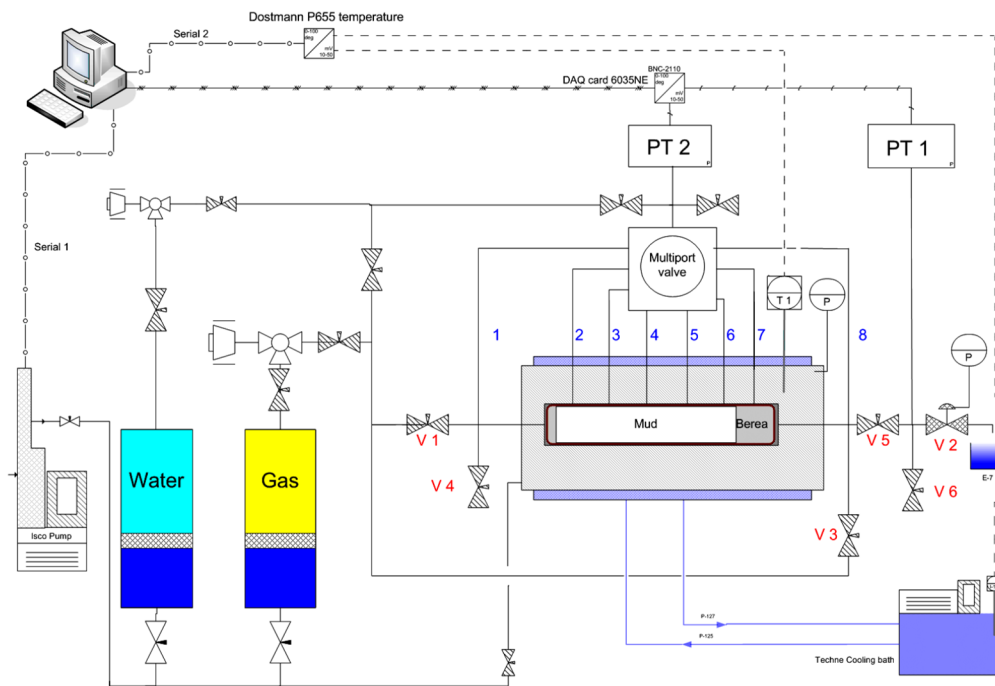 Dostmann P655 temperature
Serial 2
0-100
deg
mV
10-50
BNC-2110
DAQ card 6035NE
0-100
deg
mV
10-50
PT 2
P
PT 1
P
Serial 1
Multiport
valve
T 1
P
1
2
3
4
5
6
7
8
P
Mud
Berea
V 1
V 5
V 2
V 4
V 6
E-7
Water
Gas
V 3
Isco Pump
P-127
P-125
Techne Cooling bath